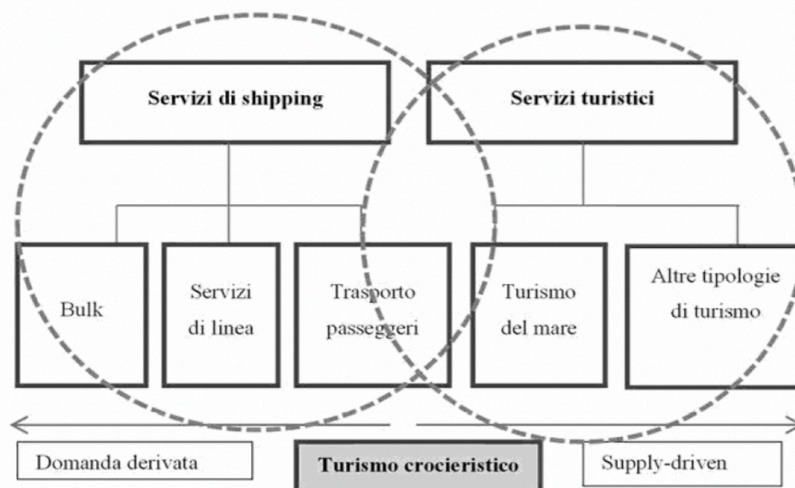 Servizi di shipping
Servizi turistici
Bulk
Servizi
di linea
Trasporto
passeggeri
Turismo
del mare
Altre tipologie
di turismo
Domanda derivata
Turismo crocieristico
Supply-driven